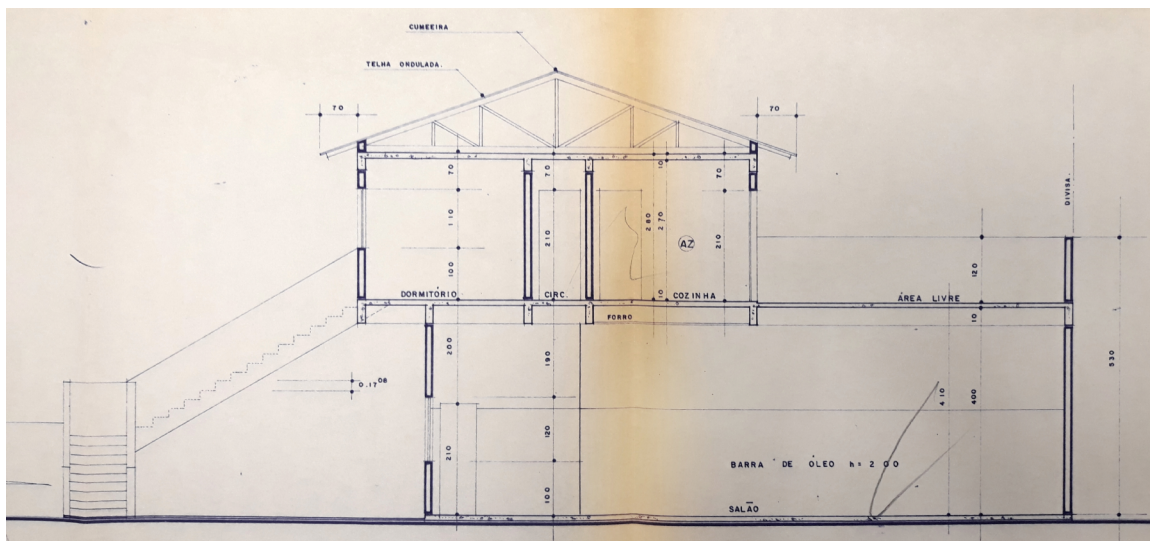 CUMEEIRA
TELHA ONDULADA.
70
70
70
70
10
70
DIVISA.
110
210
280
270
210
AZ
100
10
120
DORMITÓRIO
CIRC.
COZINHA
ÁREA LIVRE
FORRO
10
200
190
530
0.17⁰⁸
410
400
210
120
BARRA DE ÓLEO h= 2 00
100
SALÃO